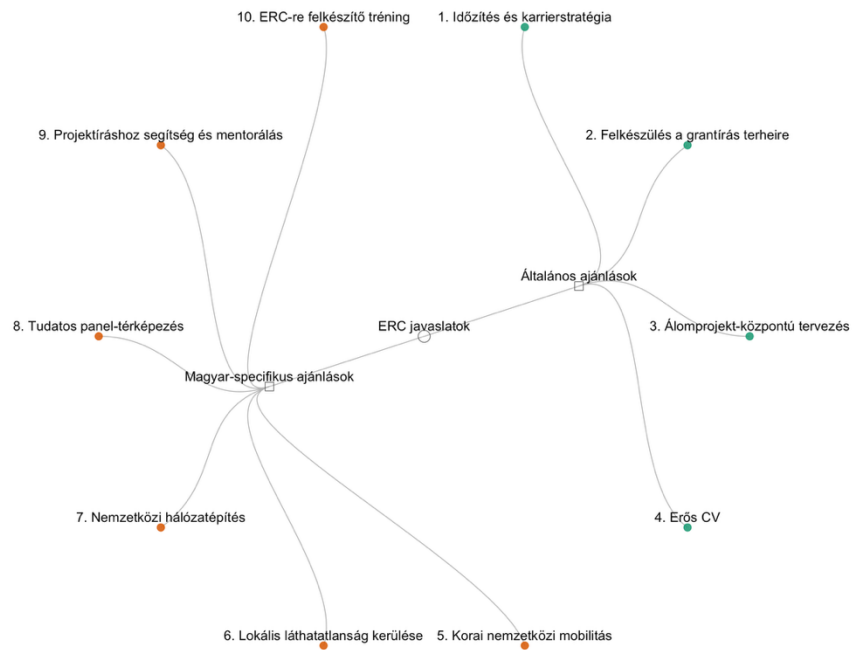 10. ERC-re felkészítő tréning
1. Időzítés és karrierstratégia
9. Projektíráshoz segítség és mentorálás
2. Felkészülés a grantírás terheire
Általános ajánlások
8. Tudatos panel-térképezés
ERC javaslatok
3. Álomprojekt-központú tervezés
Magyar-specifikus ajánlások
7. Nemzetközi hálózatépítés
4. Erős CV
6. Lokális láthatatlanság kerülése
5. Korai nemzetközi mobilitás